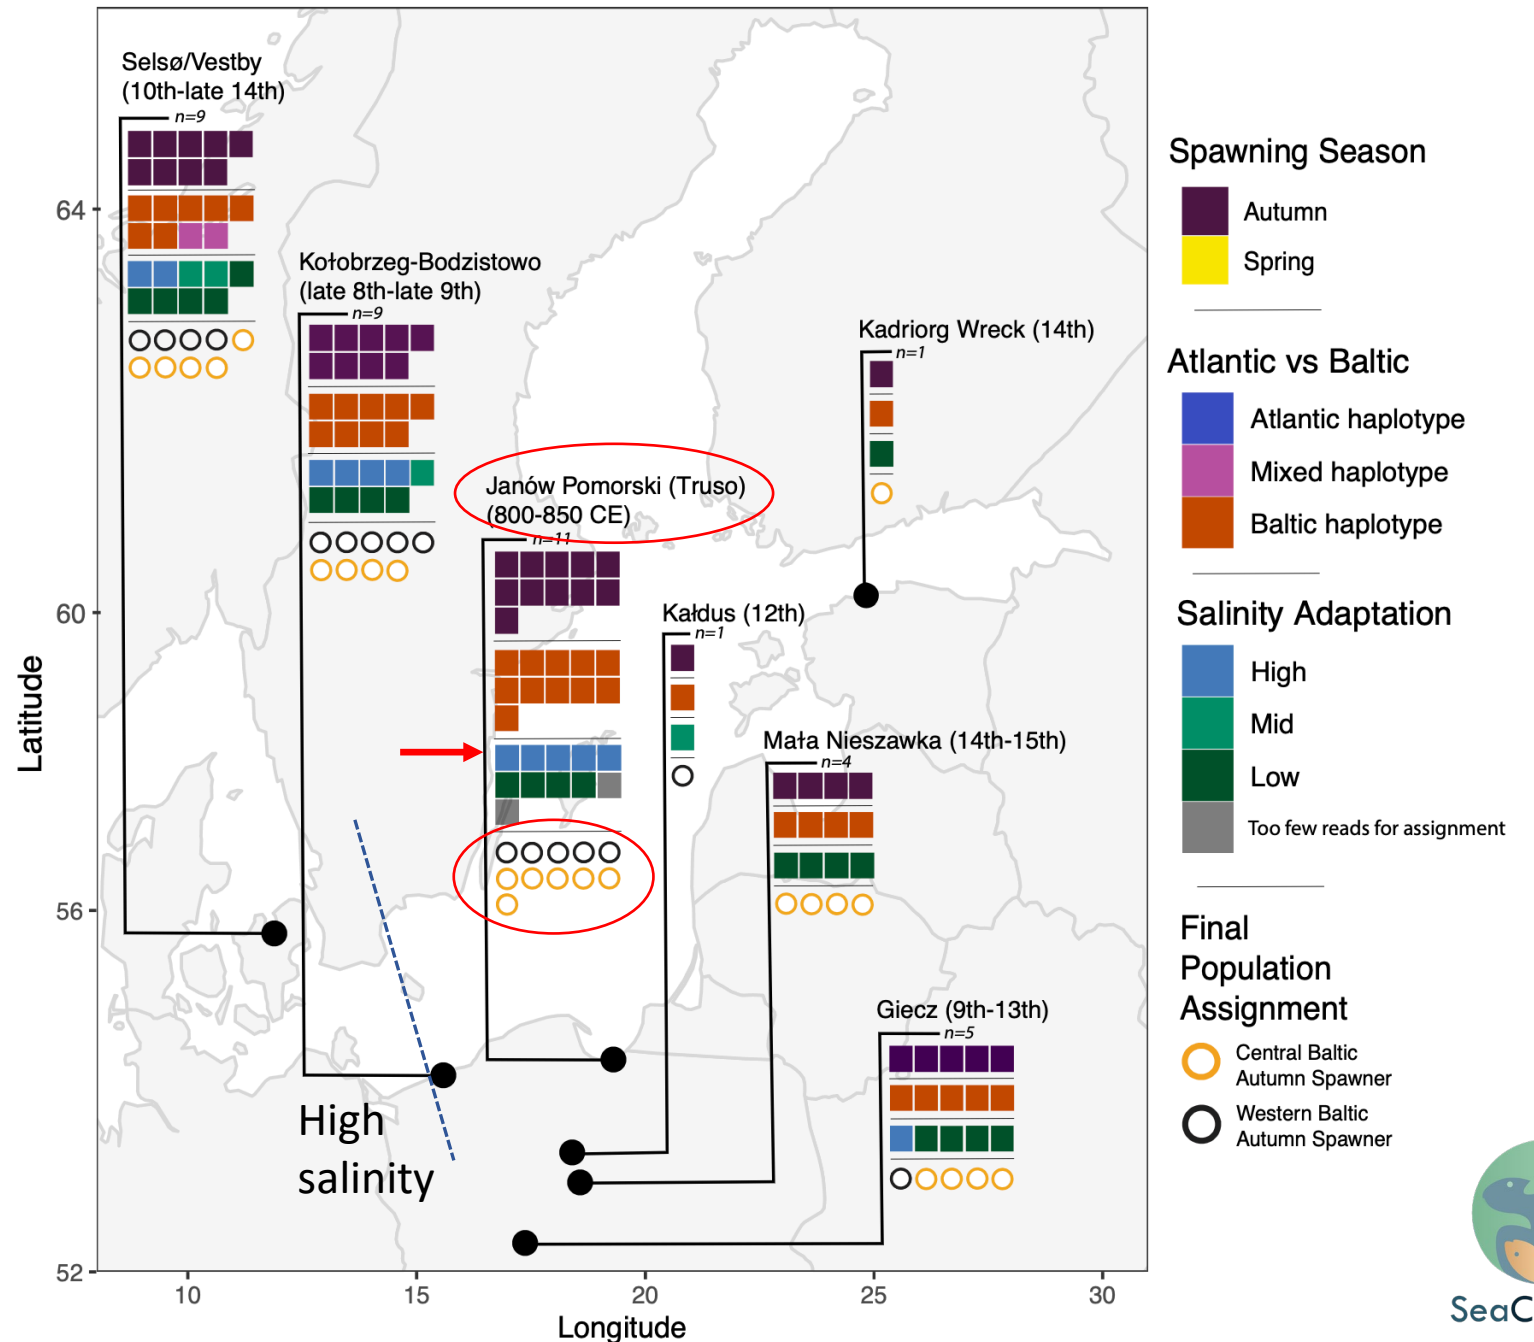 Selsø/Vestby
(10th-late 14th)
n=9
Kołobrzeg-Bodzistowo
(late 8th-late 9th)
n=9
Janów Pomorski (Truso)
(800-850 CE)
n=11
Kadriorg Wreck (14th)
n=1
Kałdus (12th)
n=1
Mała Nieszawka (14th-15th)
n=4
Giecz (9th-13th)
n=5
High
salinity
64
60
56
52
Latitude
10
15
20
25
30
Longitude
Spawning Season
Autumn
Spring
Atlantic vs Baltic
Atlantic haplotype
Mixed haplotype
Baltic haplotype
Salinity Adaptation
High
Mid
Low
Too few reads for assignment
Final
Population
Assignment
Central Baltic
Autumn Spawner
Western Baltic
Autumn Spawner
SeaC